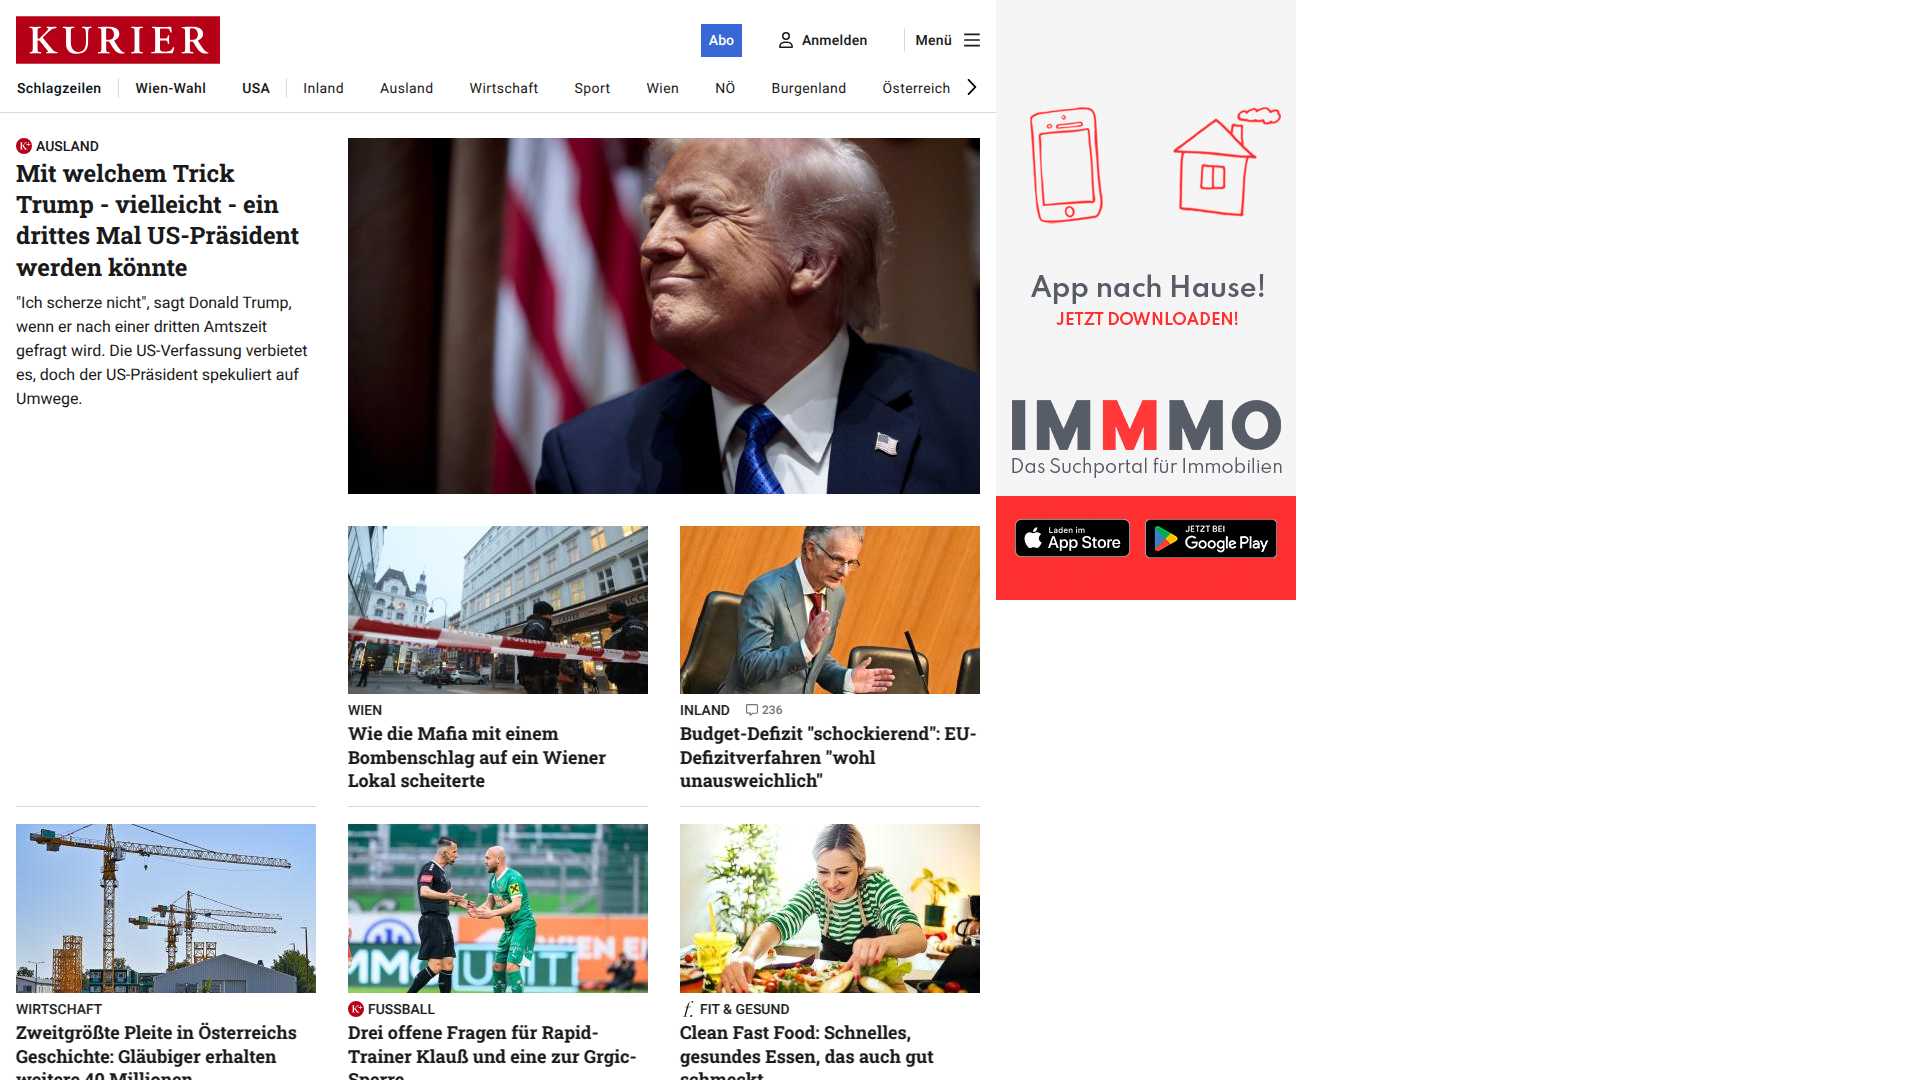 KURIER
Abo
Anmelden
Menü
Schlagzeilen
Wien-Wahl
USA
Inland
Ausland
Wirtschaft
Sport
Wien
NÖ
Burgenland
Österreich
AUSLAND
Mit welchem Trick
Trump - vielleicht - ein
drittes Mal US-Präsident
werden könnte
"Ich scherze nicht", sagt Donald Trump,
wenn er nach einer dritten Amtszeit
gefragt wird. Die US-Verfassung verbietet
es, doch der US-Präsident spekuliert auf
Umwege.
WIEN
Wie die Mafia mit einem
Bombenschlag auf ein Wiener
Lokal scheiterte
INLAND 236
Budget-Defizit "schockierend": EU-
Defizitverfahren "wohl
unausweichlich"
WIRTSCHAFT
Zweitgrößte Pleite in Österreichs
Geschichte: Gläubiger erhalten
weitere 40 Millionen
K+ FUSSBALL
Drei offene Fragen für Rapid-
Trainer Klauß und eine zur Grgic-
Sperre
f. FIT & GESUND
Clean Fast Food: Schnelles,
gesundes Essen, das auch gut
schmeckt
App nach Hause!
JETZT DOWNLOADEN!
IMMMO
Das Suchportal für Immobilien
Laden im
App Store
JETZT BEI
Google Play